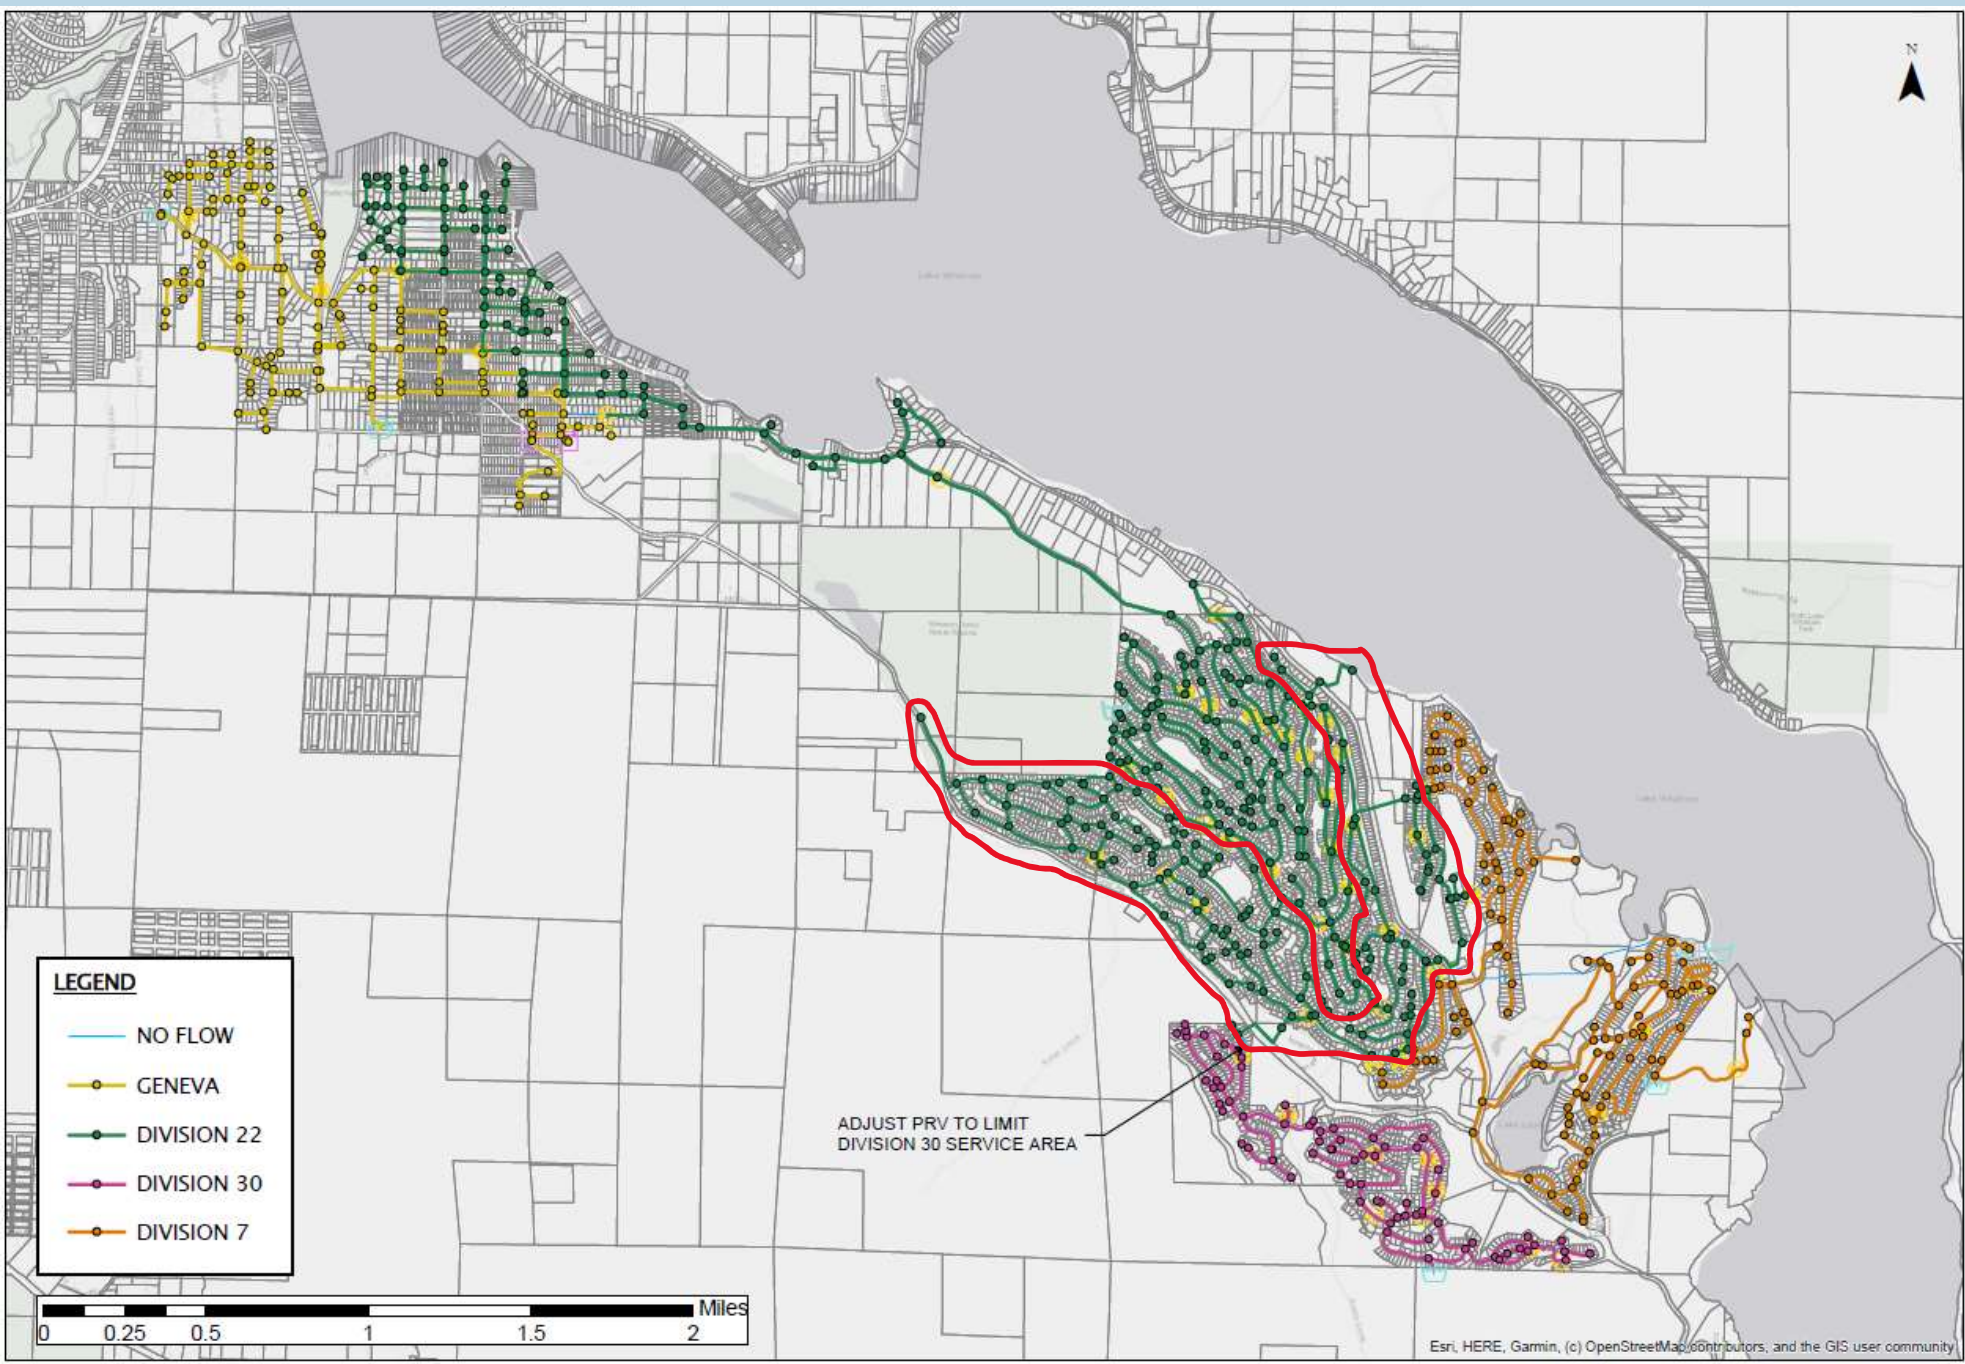 N
Lake Whatcom
LEGEND
NO FLOW
GENEVA
DIVISION 22
DIVISION 30
DIVISION 7
ADJUST PRV TO LIMIT
DIVISION 30 SERVICE AREA
Miles
0 0.25 0.5 1 1.5 2
Esri, HERE, Garmin, (c) OpenStreetMap contributors, and the GIS user community